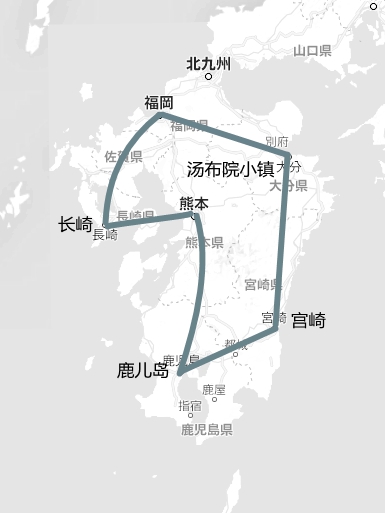 山口県
北九州
福岡
福岡県
別府
佐賀県
汤布院小镇
大分
大分県
熊本
长崎
長崎県
長崎
熊本県
宮崎県
宮崎
宫崎
都城
鹿児島
鹿儿岛
鹿屋
指宿
鹿児島県